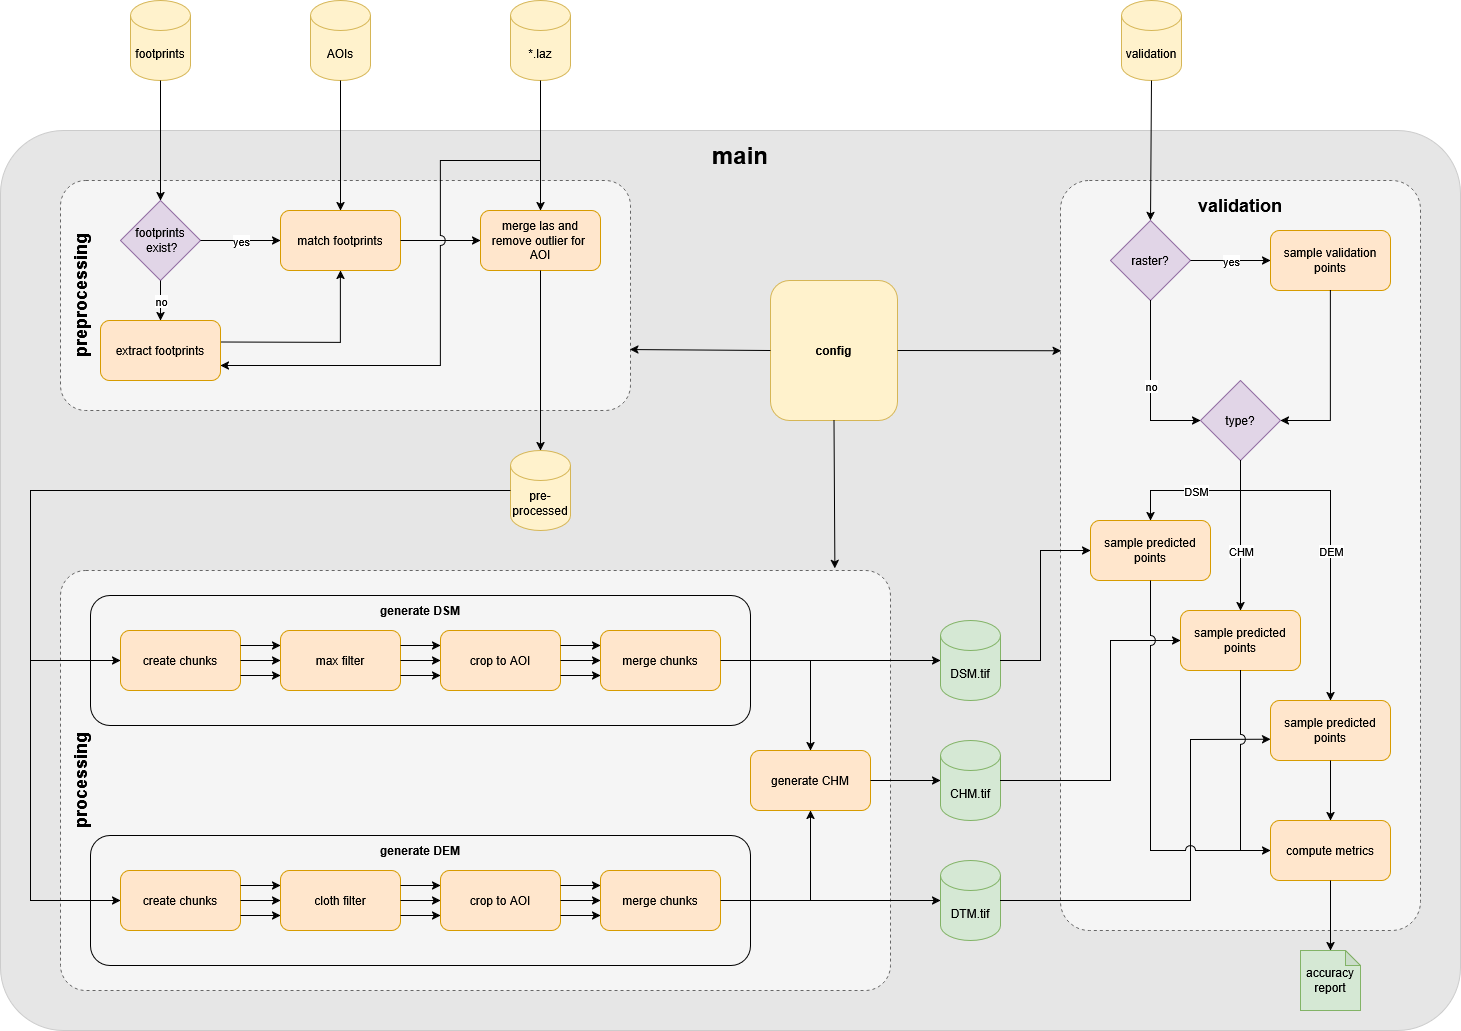 footprints
AOIs
*.laz
validation
main
preprocessing
footprints
exist?
yes
no
match footprints
merge las and
remove outlier for
AOI
extract footprints
config
pre-
processed
validation
raster?
yes
no
sample validation
points
type?
DSM
CHM
DEM
sample predicted
points
sample predicted
points
sample predicted
points
compute metrics
accuracy
report
processing
generate DSM
create chunks
max filter
crop to AOI
merge chunks
generate CHM
generate DEM
create chunks
cloth filter
crop to AOI
merge chunks
DSM.tif
CHM.tif
DTM.tif